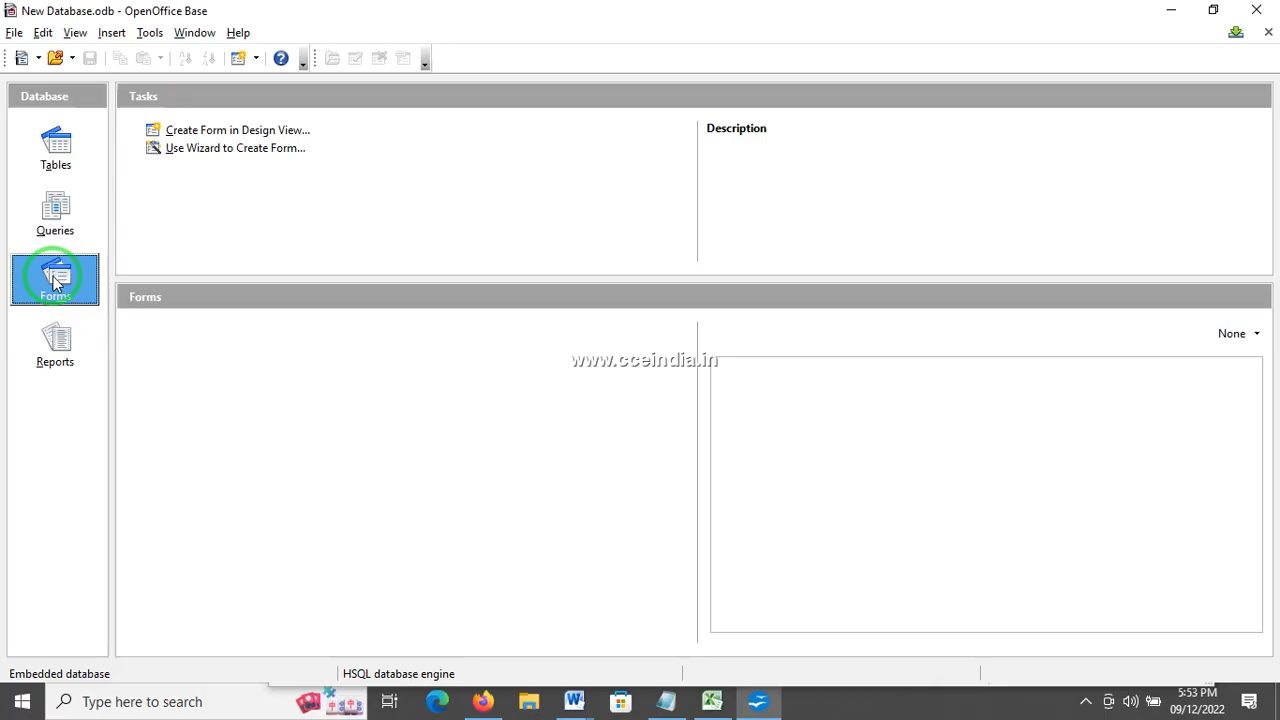 New Database.odb - OpenOffice Base
File Edit View Insert Tools Window Help
Database
Tasks
Tables
Queries
Forms
Reports
Create Form in Design View...
Use Wizard to Create Form...
Description
Forms
None
www.cceindia.in
Embedded database
HSQL database engine
Type here to search
5:53 PM
09/12/2022